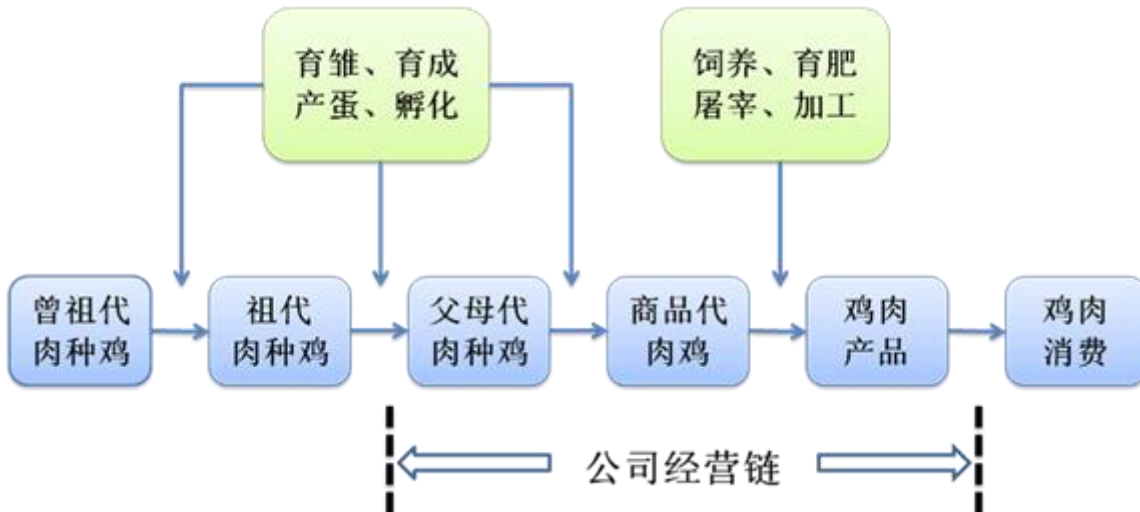 育雏、育成
产蛋、孵化
饲养、育肥
屠宰、加工
曾祖代
肉种鸡
祖代
肉种鸡
父母代
肉种鸡
商品代
肉鸡
鸡肉
产品
鸡肉
消费
公司经营链